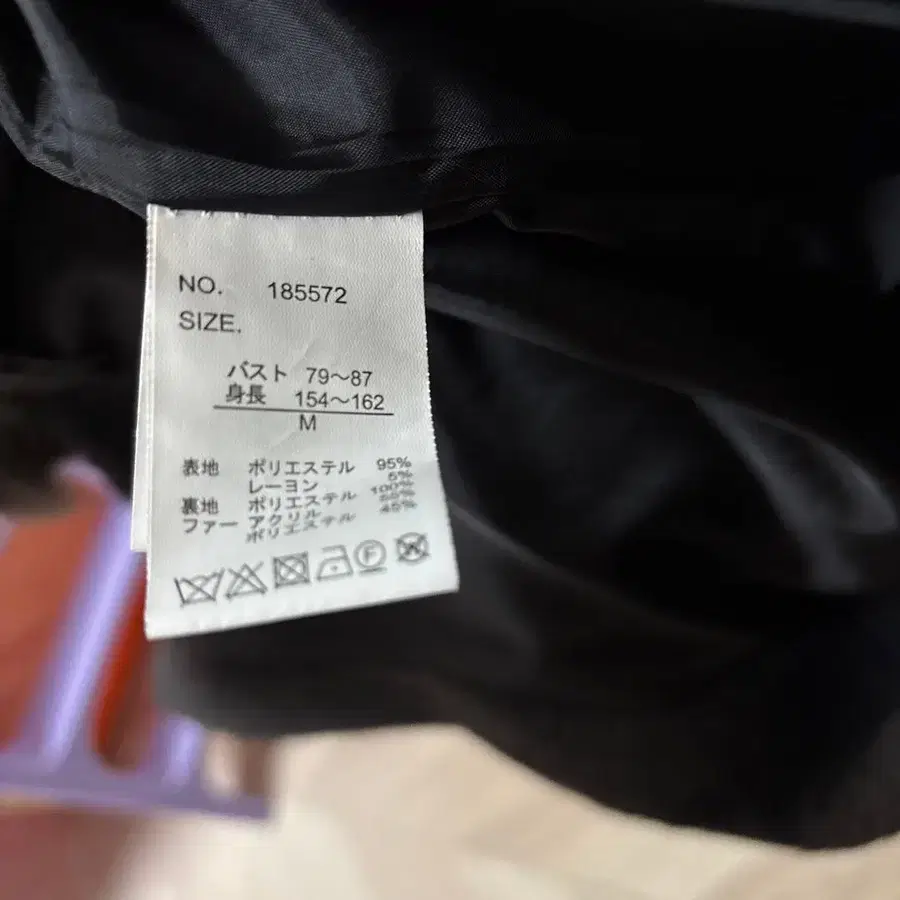 NO. 185572
SIZE.
バスト 79～87
身長 154～162
M
表地 ポリエステル 95%
レーヨン 5%
裏地 ポリエステル 100%
ファー アクリル 55%
ポリエステル 45%
F